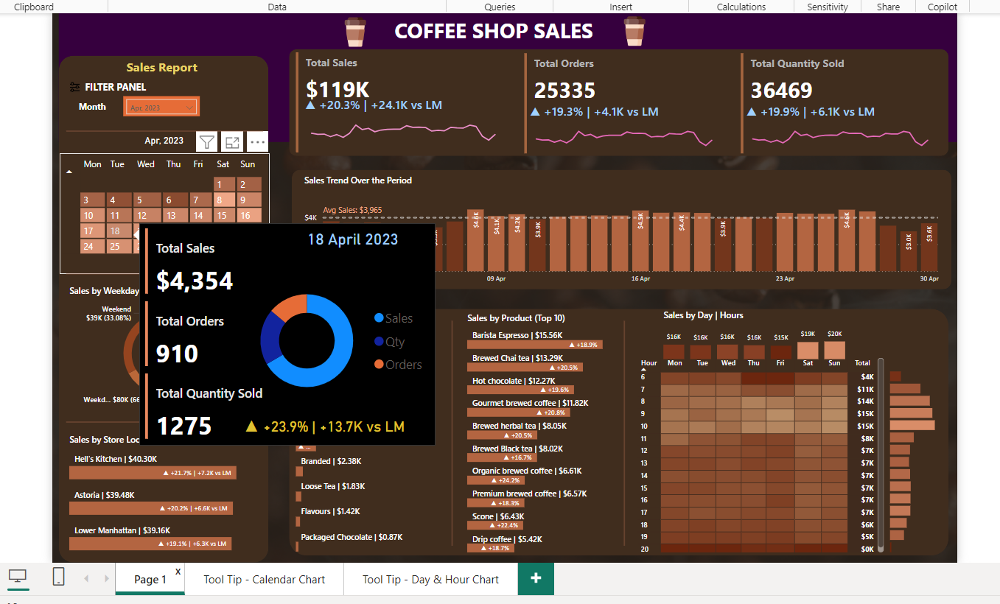 Clipboard
Data
Queries
Insert
Calculations
Sensitivity
Share
Copilot
COFFEE SHOP SALES
Sales Report
FILTER PANEL
Month
Apr, 2023
Total Sales
$119K
+20.3% | +24.1K vs LM
Total Orders
25335
+19.3% | +4.1K vs LM
Total Quantity Sold
36469
+19.9% | +6.1K vs LM
Apr, 2023
Mon Tue Wed Thu Fri Sat Sun
1 2
3 4 5 6 7 8 9
10 11 12 13 14 15 16
17 18
24 25
Sales Trend Over the Period
Avg Sales: $3,965
$4K
$4.6K
$4.1K
$4.2K
$3.9K
$4.5K
$4.4K
$3.9K
$4.6K
$3.0K
$3.6K
09 Apr
16 Apr
23 Apr
30 Apr
18 April 2023
Total Sales
$4,354
Total Orders
910
Total Quantity Sold
1275
+23.9% | +13.7K vs LM
Sales
Qty
Orders
Sales by Weekday
Weekend
$39K (33.08%)
Weekd... $80K (66
Sales by Store Loc
Hell's Kitchen | $40.30K
+21.7% | +7.2K vs LM
Astoria | $39.48K
+20.2% | +6.6K vs LM
Lower Manhattan | $39.16K
+19.1% | +6.3K vs LM
...
Branded | $2.38K
Loose Tea | $1.83K
Flavours | $1.42K
Packaged Chocolate | $0.87K
Sales by Product (Top 10)
Barista Espresso | $15.56K
+18.9%
Brewed Chai tea | $13.29K
+20.5%
Hot chocolate | $12.27K
+19.6%
Gourmet brewed coffee | $11.82K
+20.8%
Brewed herbal tea | $8.05K
+20.5%
Brewed Black tea | $8.02K
+16.7%
Organic brewed coffee | $6.61K
+24.2%
Premium brewed coffee | $6.57K
+18.3%
Scone | $6.43K
+22.4%
Drip coffee | $5.42K
+18.7%
Sales by Day | Hours
$16K $16K $16K $16K $15K $19K $20K
Hour Mon Tue Wed Thu Fri Sat Sun Total
6 $4K
7 $11K
8 $14K
9 $15K
10 $15K
11 $8K
12 $7K
13 $7K
14 $7K
15 $7K
16 $7K
17 $7K
18 $6K
19 $5K
20 $0K
Page 1
X
Tool Tip - Calendar Chart
Tool Tip - Day & Hour Chart
+